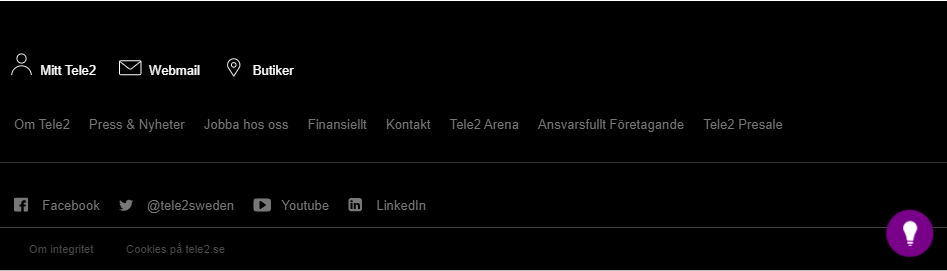 Mitt Tele2 Webmail Butiker
Om Tele2 Press & Nyheter Jobba hos oss Finansiellt Kontakt Tele2 Arena Ansvarsfullt Företagande Tele2 Presale
Facebook @tele2sweden Youtube LinkedIn
Om integritet Cookies på tele2.se